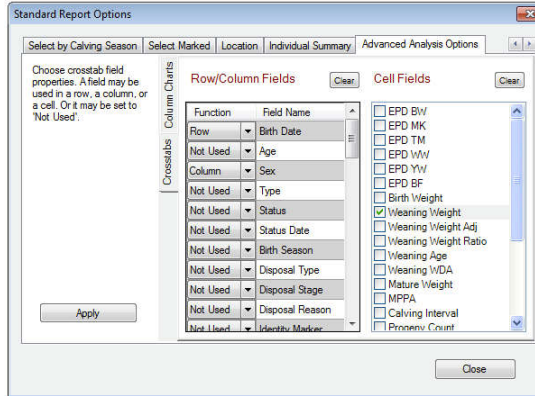 Standard Report Options
Select by Calving Season Select Marked Location Individual Summary Advanced Analysis Options
Choose crosstab field
properties. A field may be
used in a row, a column, or
a cell. Or it may be set to
'Not Used'.
Apply
Column Charts
Crosstabs
Row/Column Fields Clear
Function Field Name
Row Birth Date
Not Used Age
Column Sex
Not Used Type
Not Used Status
Not Used Status Date
Not Used Birth Season
Not Used Disposal Type
Not Used Disposal Stage
Not Used Disposal Reason
Not Used Identity Marker
Cell Fields Clear
EPD BW
EPD MK
EPD TM
EPD WW
EPD YW
EPD BF
Birth Weight
Weaning Weight
Weaning Weight Adj
Weaning Weight Ratio
Weaning Age
Weaning WDA
Mature Weight
MPPA
Calving Interval
Progeny Count
Close